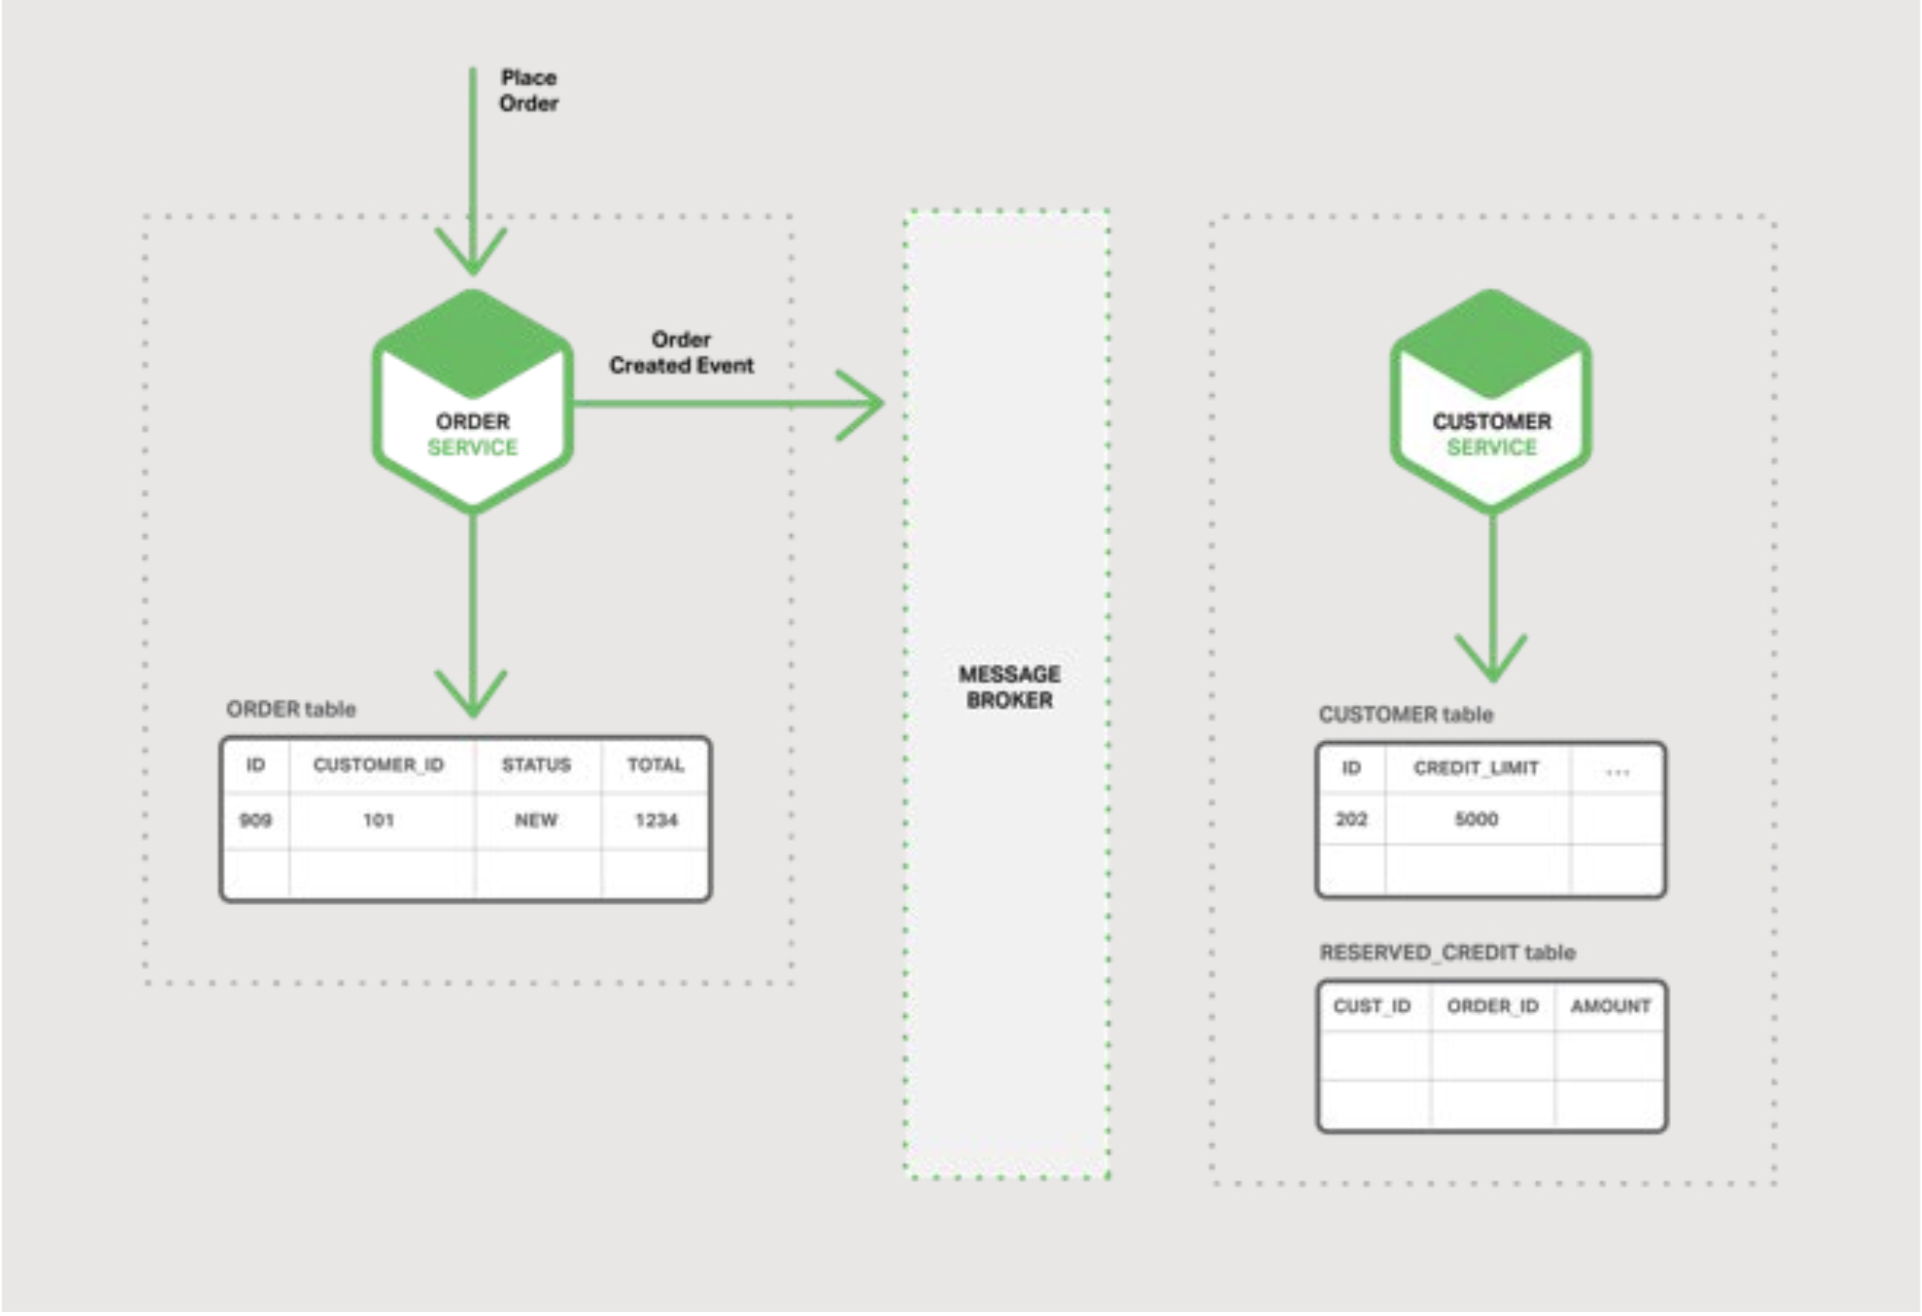 Place
Order
Order
Created Event
ORDER
SERVICE
CUSTOMER
SERVICE
MESSAGE
BROKER
ORDER table
ID CUSTOMER_ID STATUS TOTAL
909 101 NEW 1234
CUSTOMER table
ID CREDIT_LIMIT ...
202 5000
RESERVED_CREDIT table
CUST_ID ORDER_ID AMOUNT